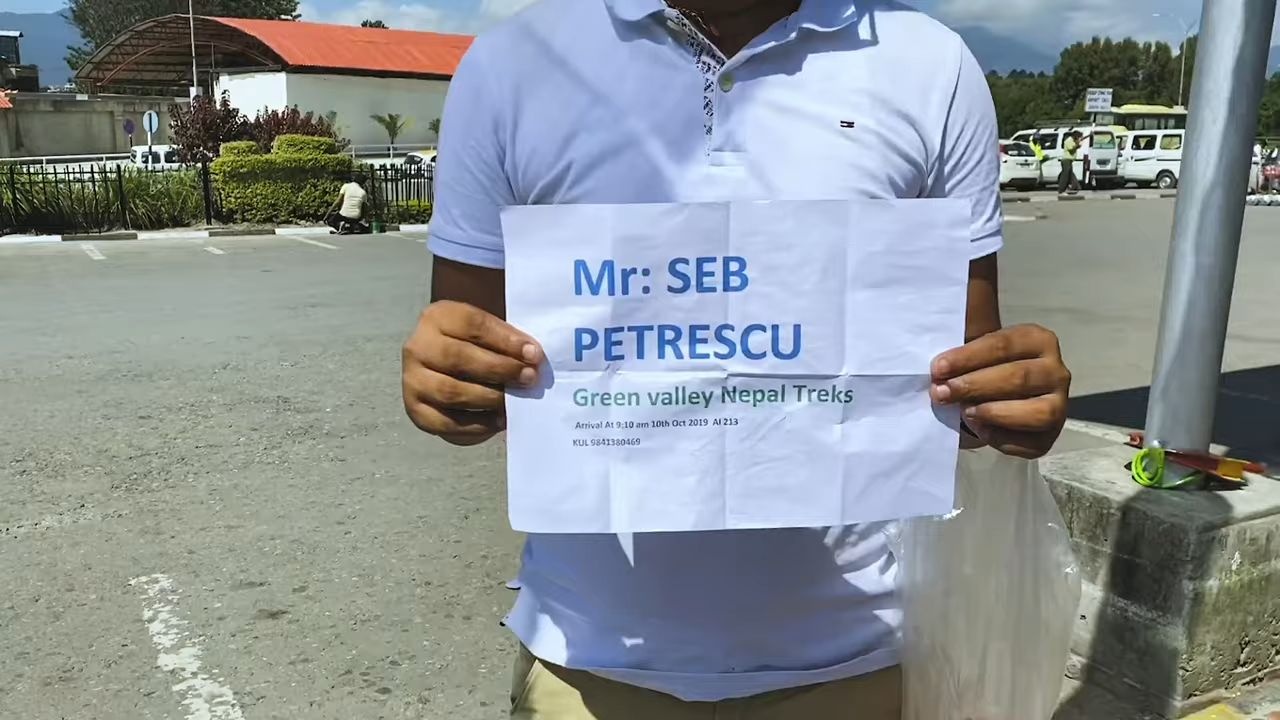 Mr: SEB
PETRESCU
Green valley Nepal Treks
Arrival At 9:10 am 10th Oct 2019 AI 213
KUL 9841380469